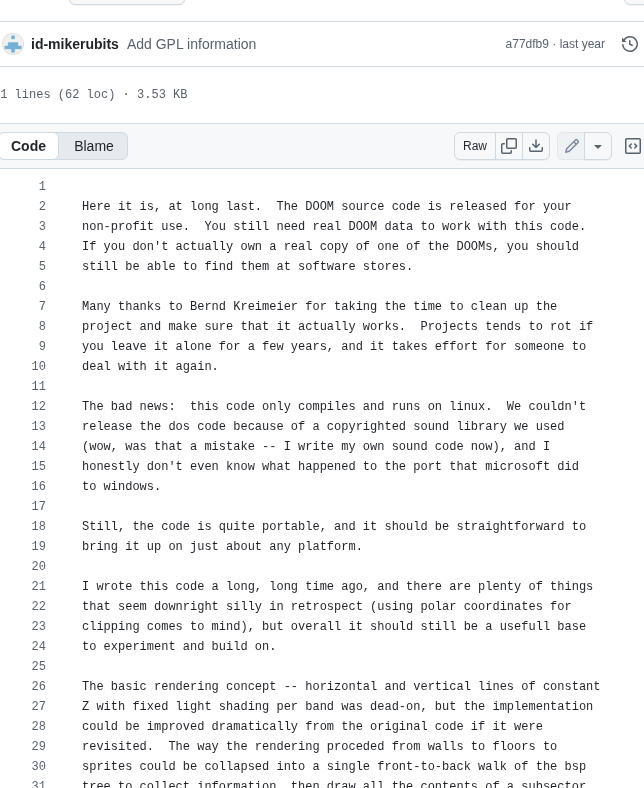 id-mikerubits Add GPL information a77dfb9 · last year
1 lines (62 loc) · 3.53 KB
Code Blame Raw
1
2 Here it is, at long last.  The DOOM source code is released for your
3 non-profit use.  You still need real DOOM data to work with this code.
4 If you don't actually own a real copy of one of the DOOMs, you should
5 still be able to find them at software stores.
6
7 Many thanks to Bernd Kreimeier for taking the time to clean up the
8 project and make sure that it actually works.  Projects tends to rot if
9 you leave it alone for a few years, and it takes effort for someone to
10 deal with it again.
11
12 The bad news:  this code only compiles and runs on linux.  We couldn't
13 release the dos code because of a copyrighted sound library we used
14 (wow, was that a mistake -- I write my own sound code now), and I
15 honestly don't even know what happened to the port that microsoft did
16 to windows.
17
18 Still, the code is quite portable, and it should be straightforward to
19 bring it up on just about any platform.
20
21 I wrote this code a long, long time ago, and there are plenty of things
22 that seem downright silly in retrospect (using polar coordinates for
23 clipping comes to mind), but overall it should still be a usefull base
24 to experiment and build on.
25
26 The basic rendering concept -- horizontal and vertical lines of constant
27 Z with fixed light shading per band was dead-on, but the implementation
28 could be improved dramatically from the original code if it were
29 revisited.  The way the rendering proceded from walls to floors to
30 sprites could be collapsed into a single front-to-back walk of the bsp
31 tree to collect information, then draw all the contents of a subsector